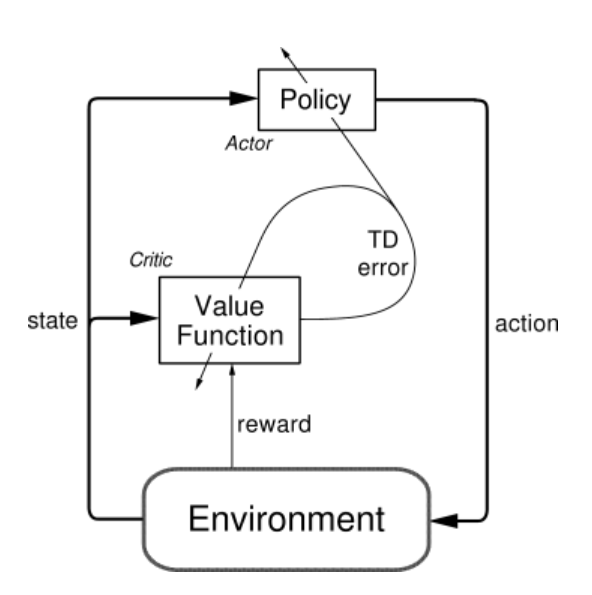 Policy
Actor
TD
error
Critic
Value
Function
state
action
reward
Environment